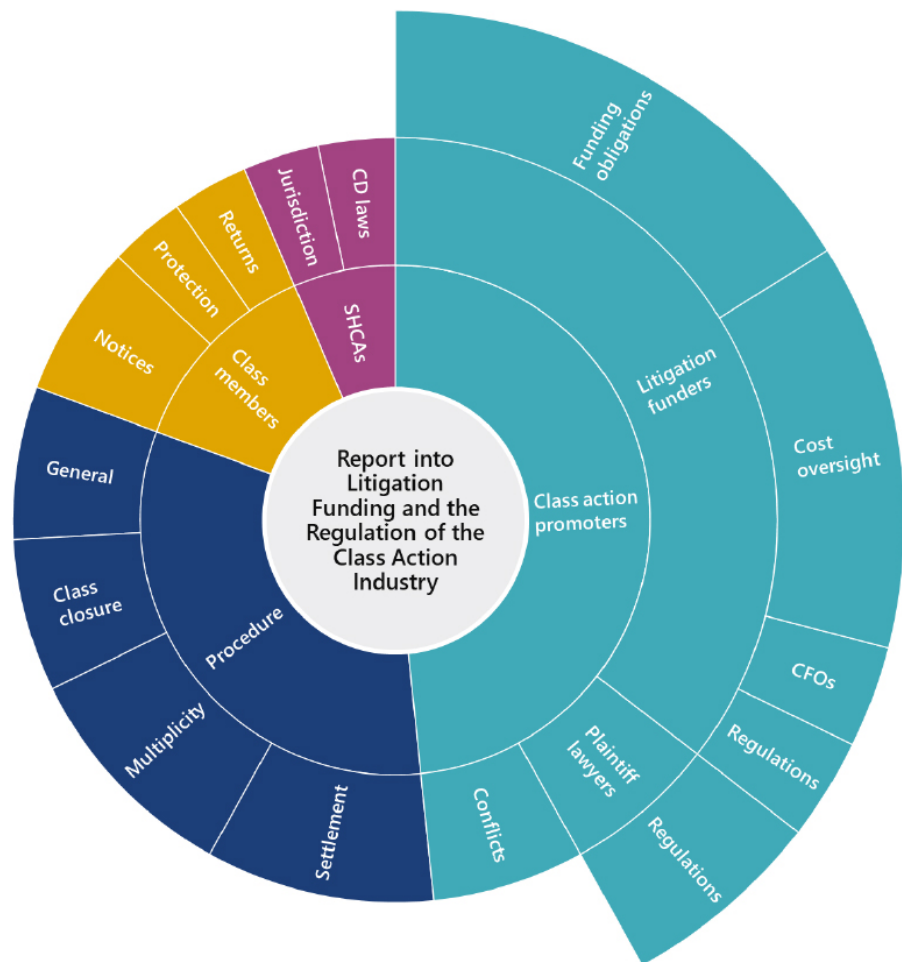 Report into
Litigation
Funding and the
Regulation of the
Class Action
Industry
Class action
promoters
Litigation
funders
Funding
obligations
Cost
oversight
CFOs
Regulations
Plaintiff
lawyers
Regulations
Conflicts
Procedure
Settlement
Multiplicity
Class
closure
General
Class
members
Notices
Protection
Returns
SHCAs
Jurisdiction
CD laws